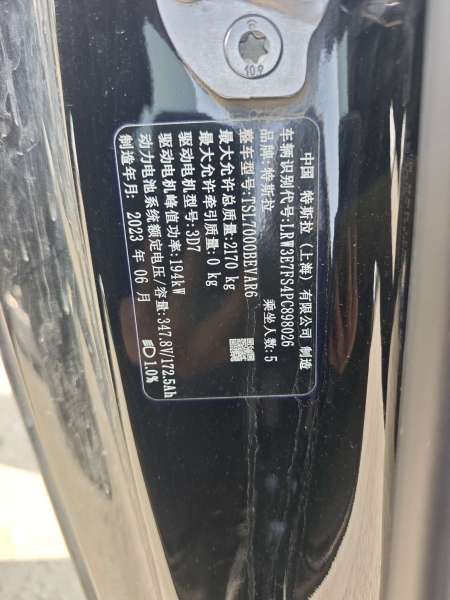 中国 特斯拉（上海）有限公司 制造
车辆识别代号:LRW3E7FS4PC898026
品牌:特斯拉 乘坐人数:5
整车型号:TSL7000BEVAR6
最大允许总质量:2170 kg
最大允许牵引质量:0 kg
驱动电机型号:3D7
驱动电机峰值功率:194kW
动力电池系统额定电压/容量:347.8V/172.5Ah
制造年月: 2023 年 06 月 1.0%
109